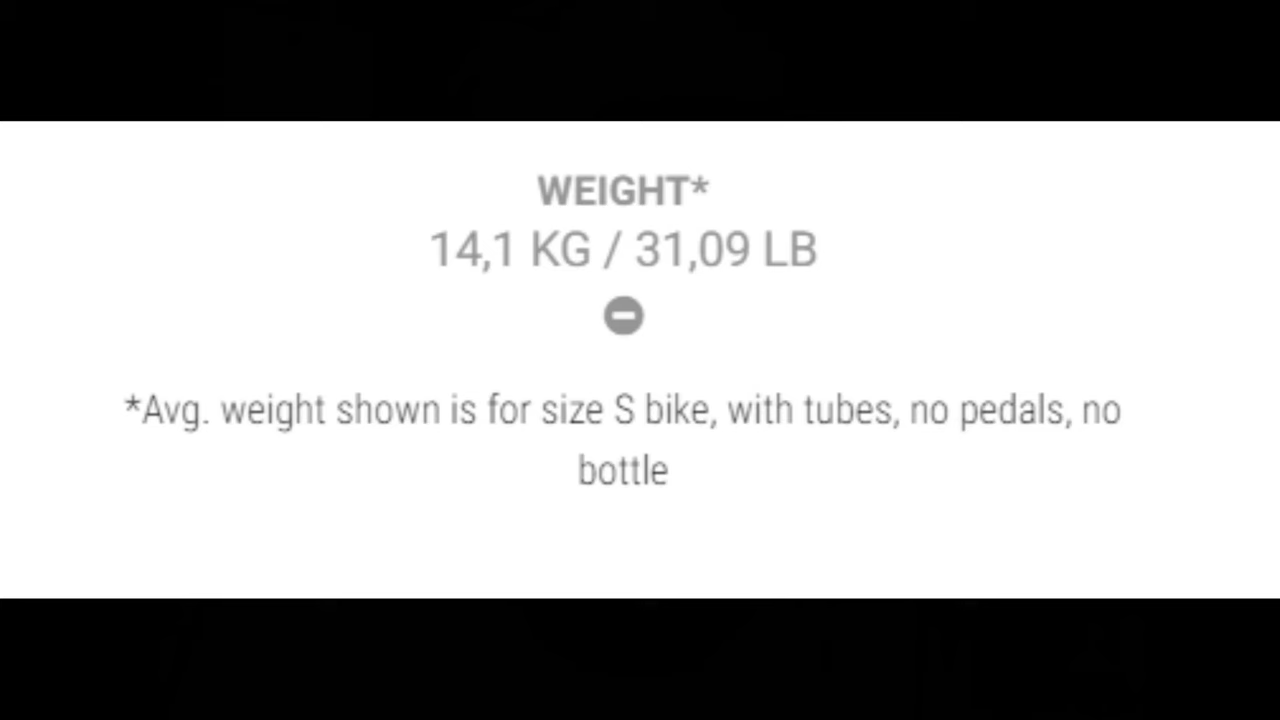 WEIGHT*
14,1 KG / 31,09 LB
*Avg. weight shown is for size S bike, with tubes, no pedals, no
bottle